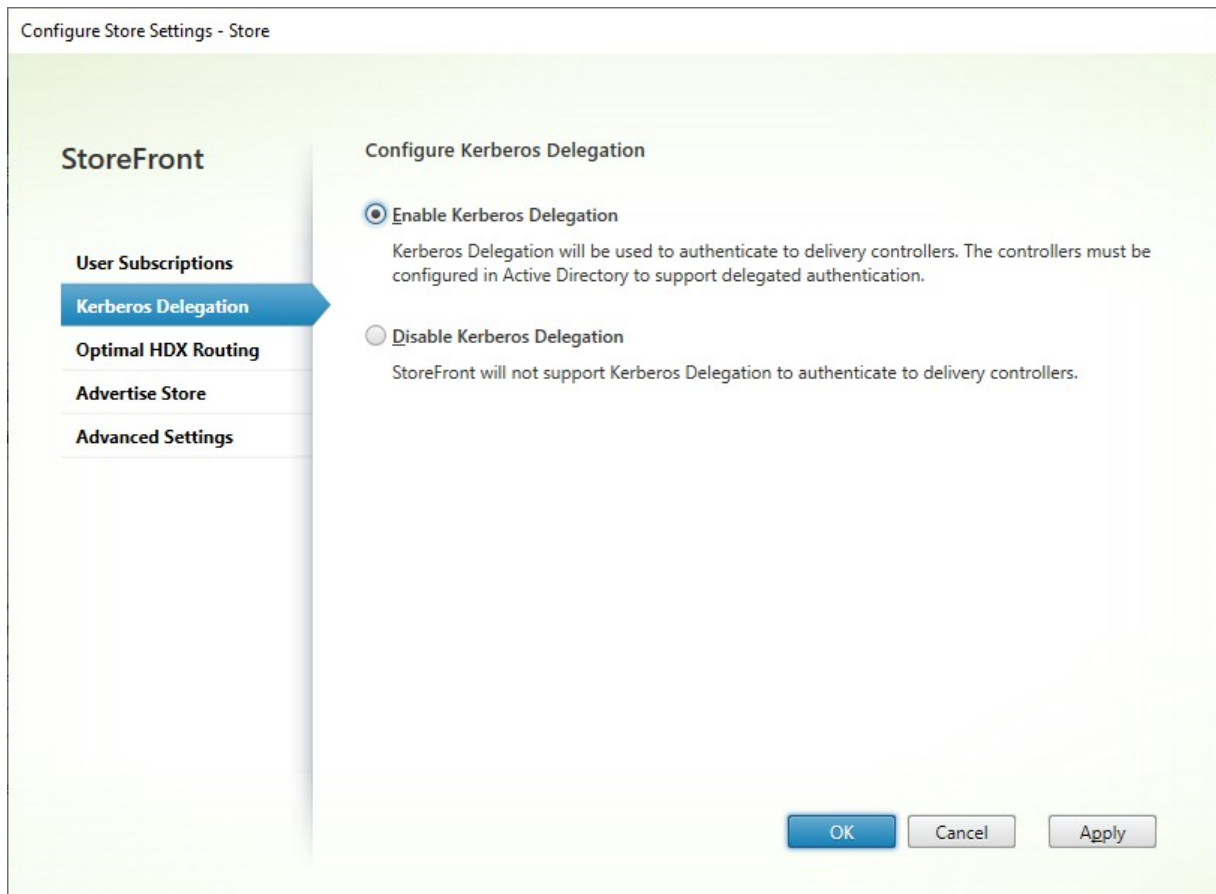 Configure Store Settings - Store
StoreFront
User Subscriptions
Kerberos Delegation
Optimal HDX Routing
Advertise Store
Advanced Settings
Configure Kerberos Delegation
Enable Kerberos Delegation
Kerberos Delegation will be used to authenticate to delivery controllers. The controllers must be
configured in Active Directory to support delegated authentication.
Disable Kerberos Delegation
StoreFront will not support Kerberos Delegation to authenticate to delivery controllers.
OK
Cancel
Apply